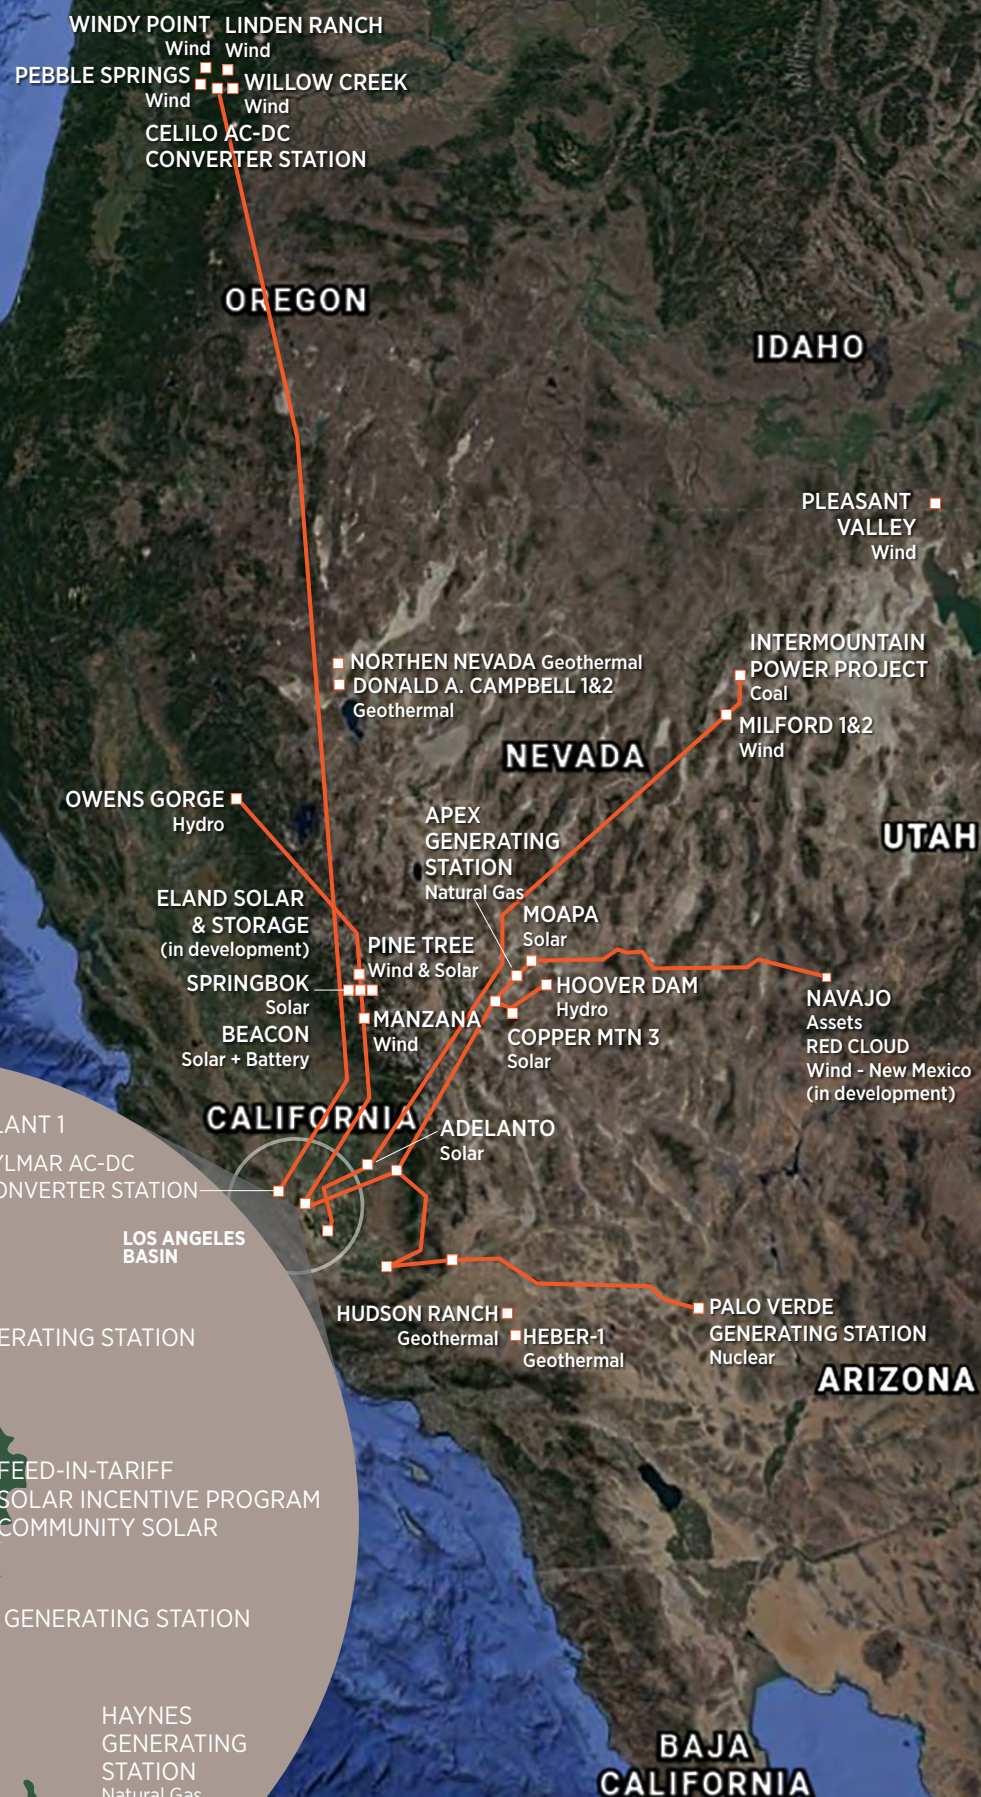 WINDY POINT
Wind
LINDEN RANCH
Wind
PEBBLE SPRINGS
Wind
WILLOW CREEK
Wind
CELILO AC-DC
CONVERTER STATION
OREGON
IDAHO
PLEASANT
VALLEY
Wind
INTERMOUNTAIN
POWER PROJECT
Coal
NORTHEN NEVADA Geothermal
DONALD A. CAMPBELL 1&2
Geothermal
MILFORD 1&2
Wind
NEVADA
OWENS GORGE
Hydro
APEX
GENERATING
STATION
Natural Gas
UTAH
ELAND SOLAR
& STORAGE
(in development)
MOAPA
Solar
PINE TREE
Wind & Solar
SPRINGBOK
Solar
HOOVER DAM
Hydro
NAVAJO
Assets
RED CLOUD
Wind - New Mexico
(in development)
BEACON
Solar + Battery
MANZANA
Wind
COPPER MTN 3
Solar
CALIFORNIA
ADELANTO
Solar
LANT 1
YLMAR AC-DC
ONVERTER STATION
LOS ANGELES
BASIN
HUDSON RANCH
Geothermal
HEBER-1
Geothermal
PALO VERDE
GENERATING STATION
Nuclear
ERATING STATION
ARIZONA
FEED-IN-TARIFF
SOLAR INCENTIVE PROGRAM
COMMUNITY SOLAR
GENERATING STATION
HAYNES
GENERATING
STATION
Natural Gas
BAJA
CALIFORNIA